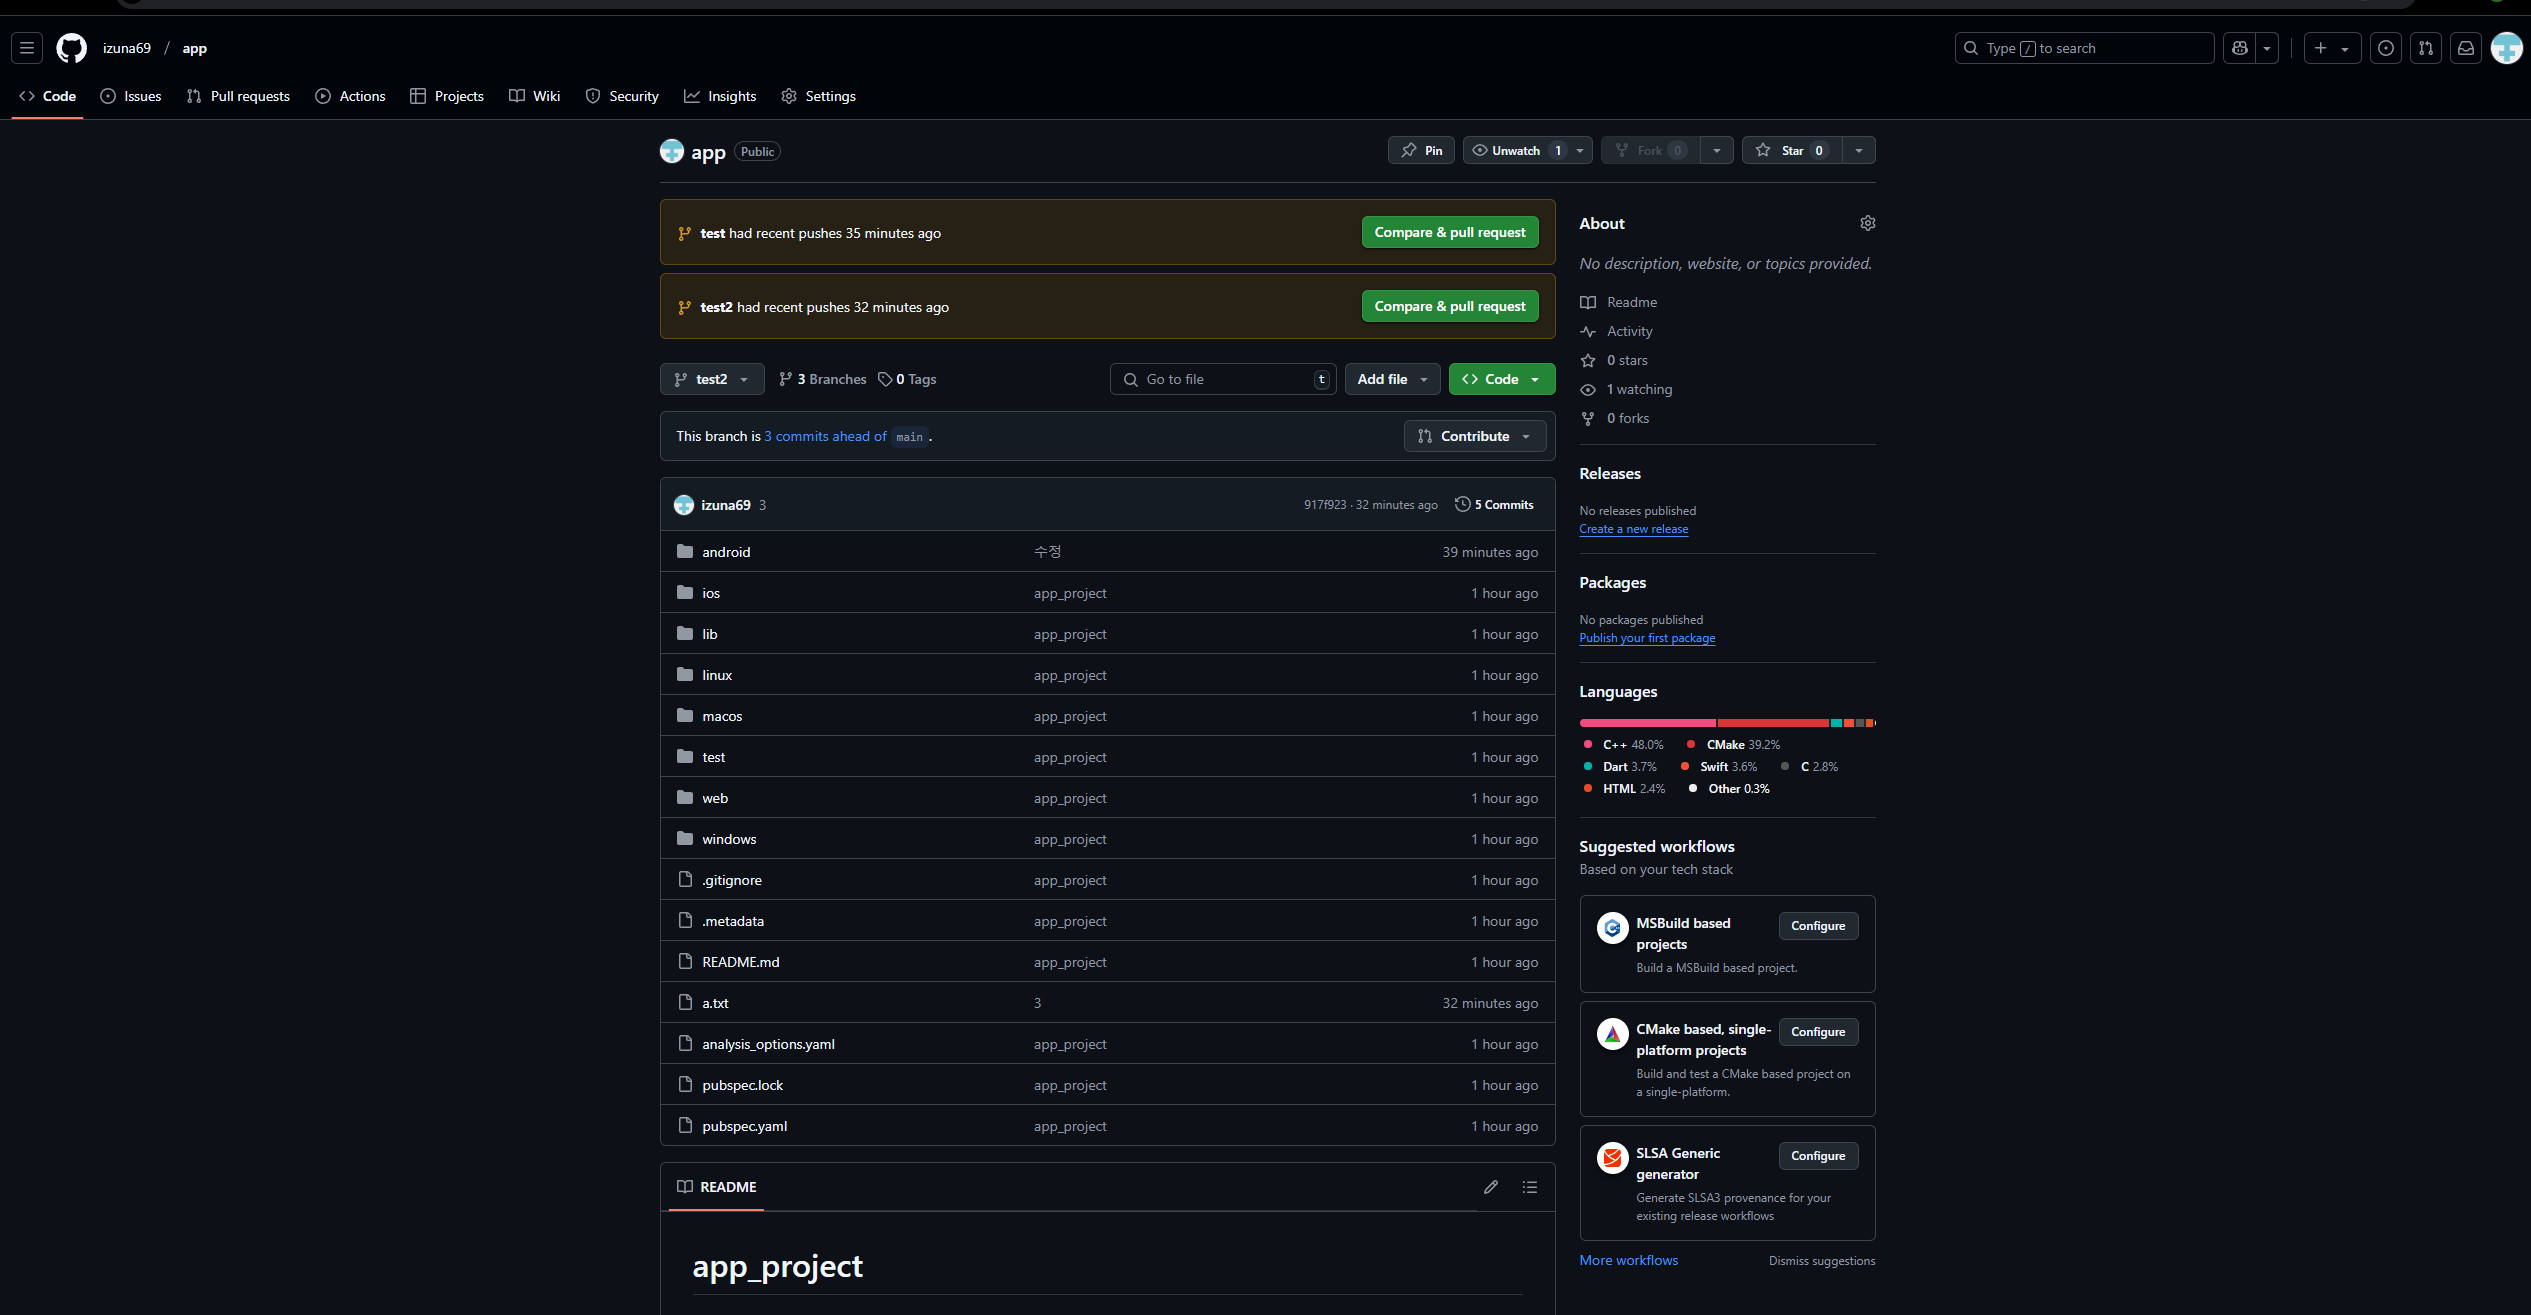 izuna69 / app
Type / to search
Code Issues Pull requests Actions Projects Wiki Security Insights Settings
app Public
Pin Unwatch 1 Fork 0 Star 0
test had recent pushes 35 minutes ago
Compare & pull request
test2 had recent pushes 32 minutes ago
Compare & pull request
test2 3 Branches 0 Tags
Go to file t Add file Code
This branch is 3 commits ahead of main .
Contribute
izuna69 3 917f923 · 32 minutes ago 5 Commits
android 수정 39 minutes ago
ios app_project 1 hour ago
lib app_project 1 hour ago
linux app_project 1 hour ago
macos app_project 1 hour ago
test app_project 1 hour ago
web app_project 1 hour ago
windows app_project 1 hour ago
.gitignore app_project 1 hour ago
.metadata app_project 1 hour ago
README.md app_project 1 hour ago
a.txt 3 32 minutes ago
analysis_options.yaml app_project 1 hour ago
pubspec.lock app_project 1 hour ago
pubspec.yaml app_project 1 hour ago
README
app_project
About
No description, website, or topics provided.
Readme
Activity
0 stars
1 watching
0 forks
Releases
No releases published
Create a new release
Packages
No packages published
Publish your first package
Languages
C++ 48.0% CMake 39.2%
Dart 3.7% Swift 3.6% C 2.8%
HTML 2.4% Other 0.3%
Suggested workflows
Based on your tech stack
MSBuild based
projects
Configure
Build a MSBuild based project.
CMake based, single-
platform projects
Configure
Build and test a CMake based project on
a single-platform.
SLSA Generic
generator
Configure
Generate SLSA3 provenance for your
existing release workflows
More workflows Dismiss suggestions